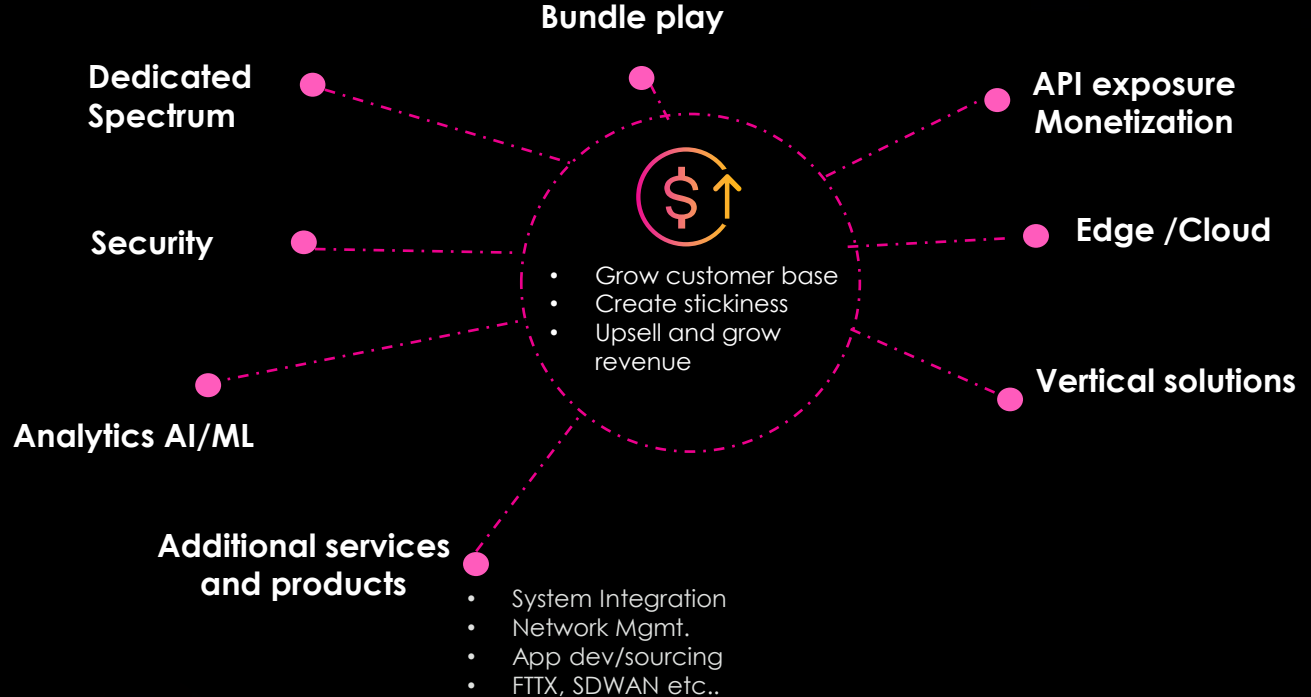 Bundle play
Dedicated
Spectrum
API exposure
Monetization
$
Security
Edge /Cloud
• Grow customer base
• Create stickiness
• Upsell and grow
revenue
Vertical solutions
Analytics AI/ML
Additional services
and products
• System Integration
• Network Mgmt.
• App dev/sourcing
• FTTX, SDWAN etc..